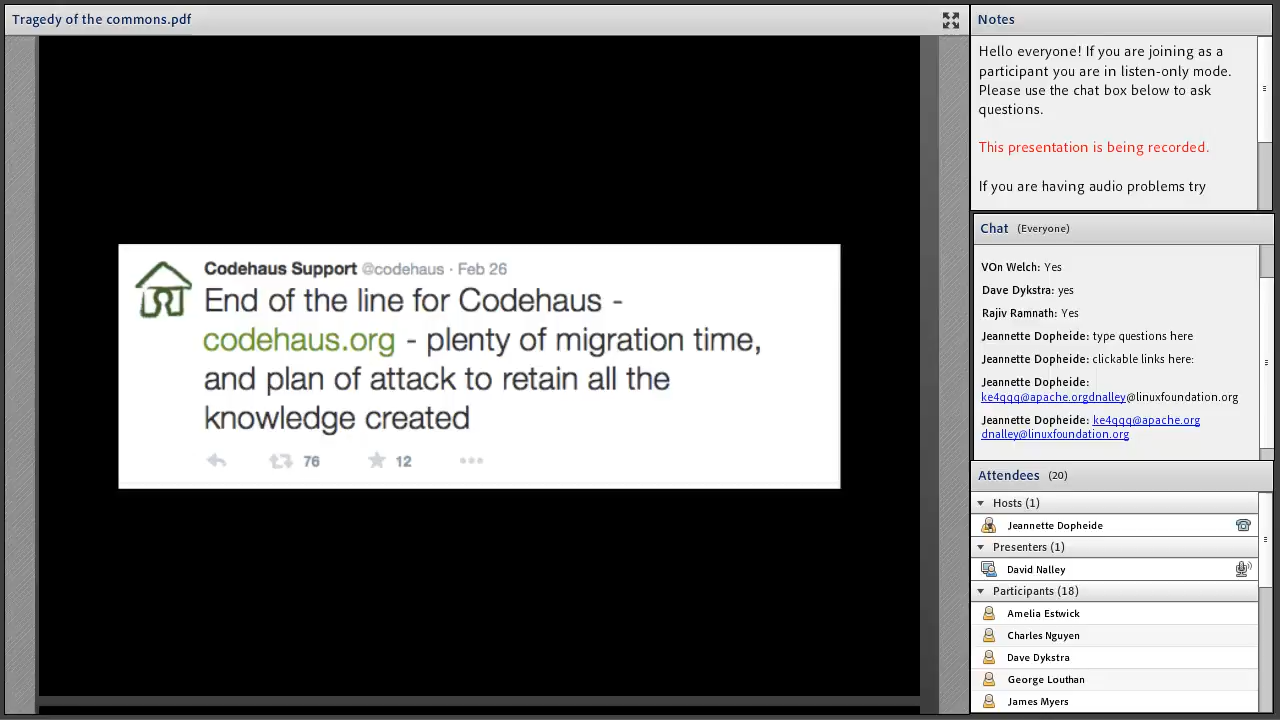 Tragedy of the commons.pdf
Codehaus Support @codehaus · Feb 26
End of the line for Codehaus -
codehaus.org - plenty of migration time,
and plan of attack to retain all the
knowledge created
76 12
Notes
Hello everyone! If you are joining as a
participant you are in listen-only mode.
Please use the chat box below to ask
questions.
This presentation is being recorded.
If you are having audio problems try
Chat (Everyone)
VOn Welch: Yes
Dave Dykstra: yes
Rajiv Ramnath: Yes
Jeannette Dopheide: type questions here
Jeannette Dopheide: clickable links here:
Jeannette Dopheide:
ke4qqq@apache.orgdnalley@linuxfoundation.org
Jeannette Dopheide: ke4qqq@apache.org
dnalley@linuxfoundation.org
Attendees (20)
Hosts (1)
Jeannette Dopheide
Presenters (1)
David Nalley
Participants (18)
Amelia Estwick
Charles Nguyen
Dave Dykstra
George Louthan
James Myers